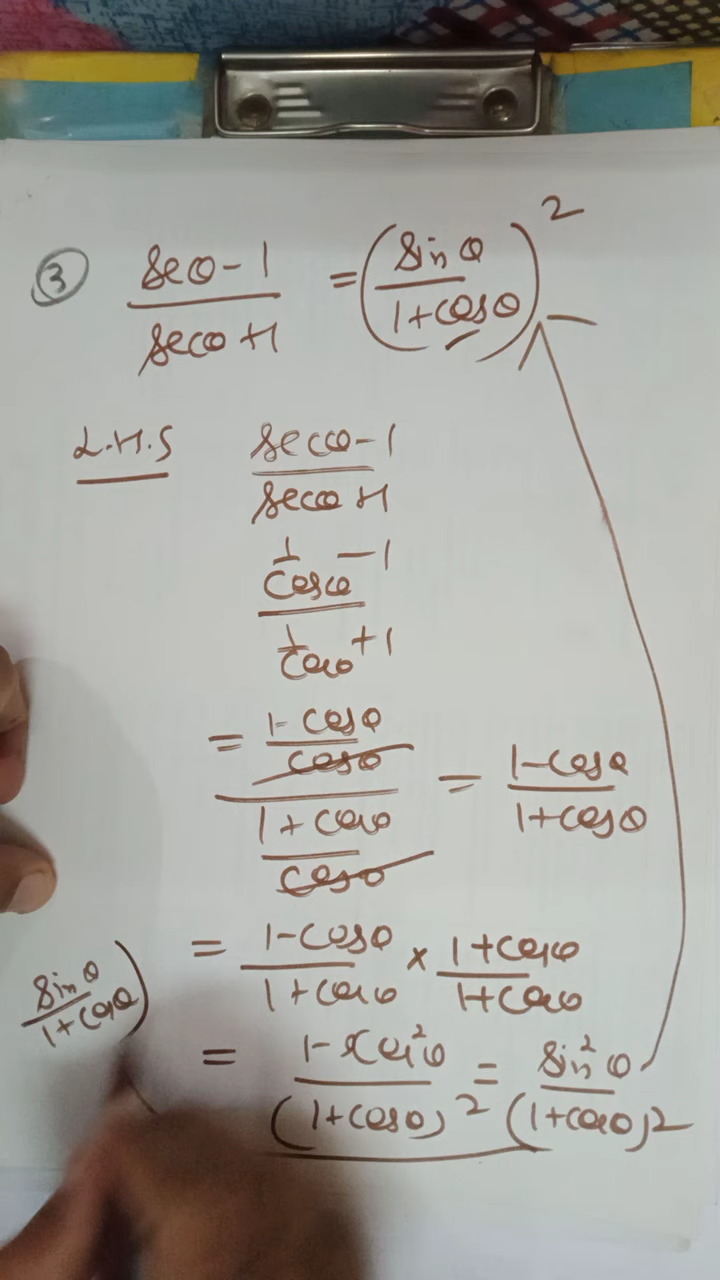 ③ (secθ-1)/(secθ+1) = (sinθ/(1+cosθ))²
L.H.S (secθ-1)/(secθ+1)
(1/cosθ - 1)/(1/cosθ + 1)
= ((1-cosθ)/cosθ)/((1+cosθ)/cosθ) = (1-cosθ)/(1+cosθ)
= (1-cosθ)/(1+cosθ) × (1+cosθ)/(1+cosθ)
sinθ/(1+cosθ))
= (1-cos²θ)/(1+cosθ)² = sin²θ/(1+cosθ)²